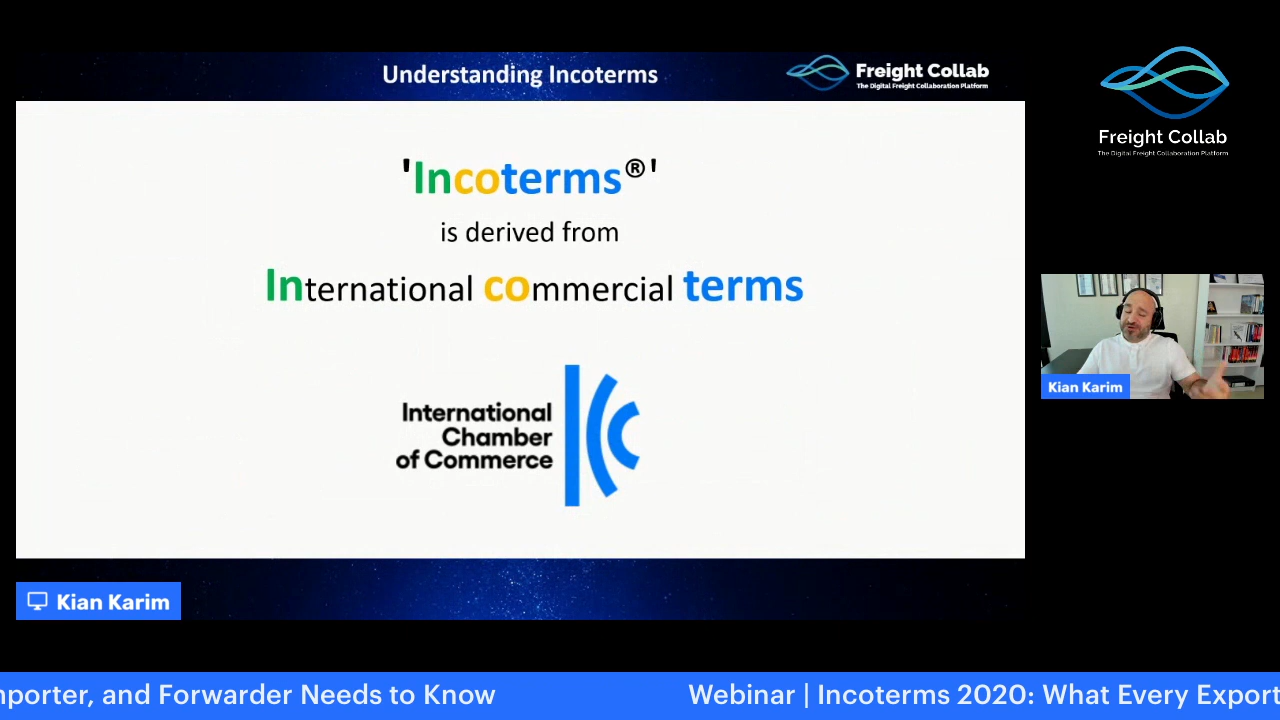 Understanding Incoterms
Freight Collab
The Digital Freight Collaboration Platform
Freight Collab
The Digital Freight Collaboration Platform
'Incoterms®'
is derived from
International commercial terms
International
Chamber
of Commerce
Kian Karim
Kian Karim
mporter, and Forwarder Needs to Know
Webinar | Incoterms 2020: What Every Export